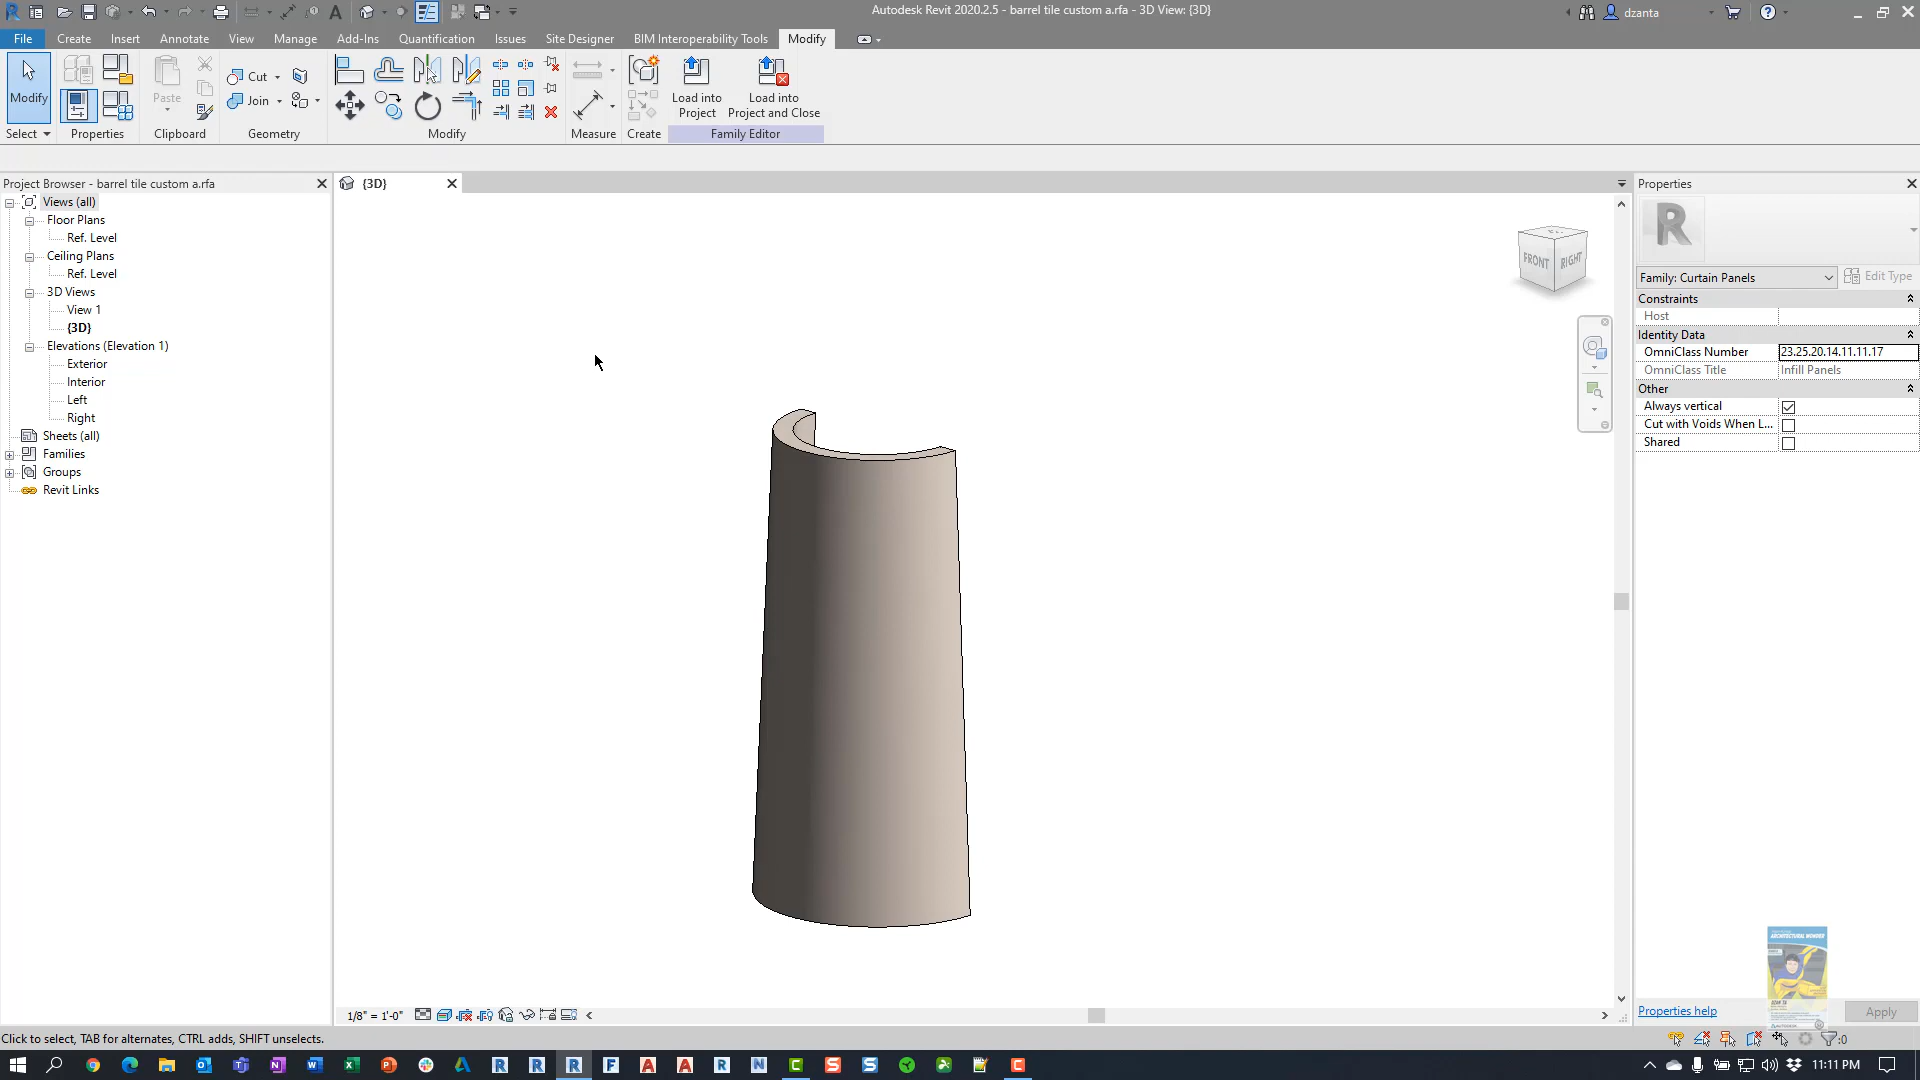 Autodesk Revit 2020.2.5 - barrel tile custom a.rfa - 3D View: {3D}
dzanta
File
Create
Insert
Annotate
View
Manage
Add-Ins
Quantification
Issues
Site Designer
BIM Interoperability Tools
Modify
Modify
Select
Properties
Paste
Clipboard
Cut
Join
Geometry
Modify
Measure
Create
Load into
Project
Load into
Project and Close
Family Editor
Project Browser - barrel tile custom a.rfa
Views (all)
Floor Plans
Ref. Level
Ceiling Plans
Ref. Level
3D Views
View 1
{3D}
Elevations (Elevation 1)
Exterior
Interior
Left
Right
Sheets (all)
Families
Groups
Revit Links
{3D}
FRONT
RIGHT
Properties
Family: Curtain Panels
Edit Type
Constraints
Host
Identity Data
OmniClass Number
23.25.20.14.11.11.17
OmniClass Title
Infill Panels
Other
Always vertical
Cut with Voids When L...
Shared
ARCHITECTURAL WONDER
AUTODESK
Properties help
Apply
1/8" = 1'-0"
Click to select, TAB for alternates, CTRL adds, SHIFT unselects.
:0
11:11 PM